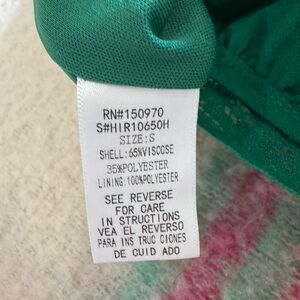 RN#150970
S#HIR10650H
SIZE:S
SHELL:65%VISCOSE
35%POLYESTER
LINING 100%POLYESTER
SEE REVERSE
FOR CARE
IN STRUCTIONS
VEA EL REVERSO
PARA INS TRUC CIONES
DE CUID ADO